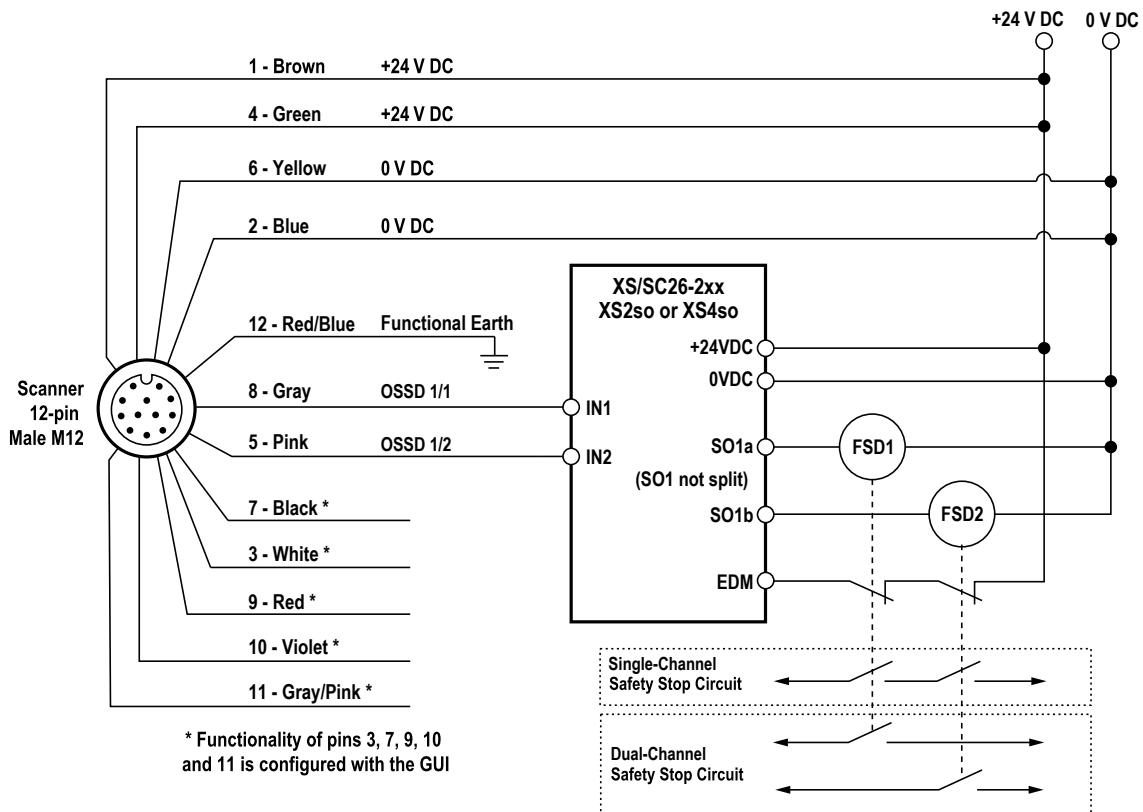 +24 V DC 0 V DC
1 - Brown +24 V DC
4 - Green +24 V DC
6 - Yellow 0 V DC
2 - Blue 0 V DC
12 - Red/Blue Functional Earth
8 - Gray OSSD 1/1
5 - Pink OSSD 1/2
7 - Black *
3 - White *
9 - Red *
10 - Violet *
11 - Gray/Pink *
Scanner
12-pin
Male M12
* Functionality of pins 3, 7, 9, 10
and 11 is configured with the GUI
XS/SC26-2xx
XS2so or XS4so
+24VDC
0VDC
IN1
IN2
SO1a
(SO1 not split)
SO1b
EDM
FSD1
FSD2
Single-Channel
Safety Stop Circuit
Dual-Channel
Safety Stop Circuit